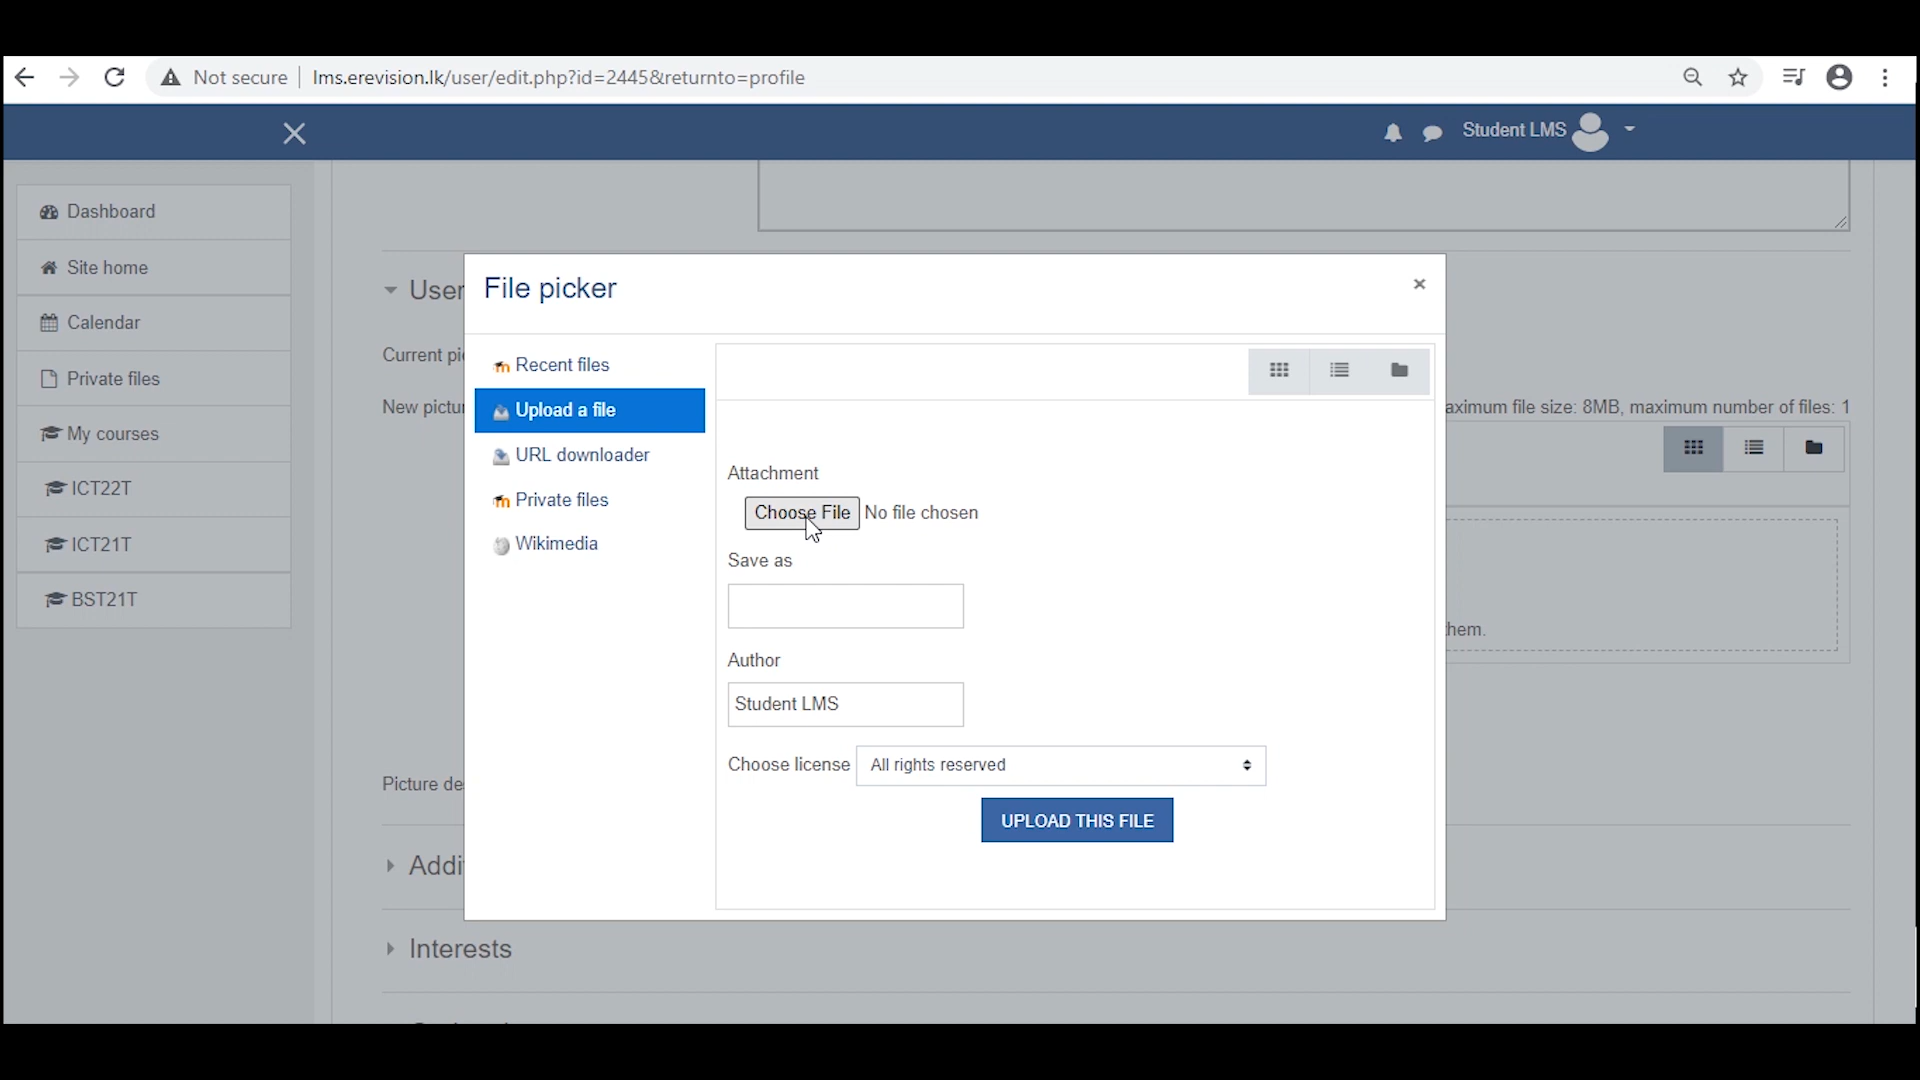 Not secure
lms.erevision.lk/user/edit.php?id=2445&returnto=profile
Student LMS
Dashboard
Site home
Calendar
Private files
My courses
ICT22T
ICT21T
BST21T
User
Current pi
New pictu
aximum file size: 8MB, maximum number of files: 1
hem.
Picture de
Addi
Interests
File picker
Recent files
Upload a file
URL downloader
Private files
Wikimedia
Attachment
Choose File No file chosen
Save as
Author
Student LMS
Choose license All rights reserved
UPLOAD THIS FILE